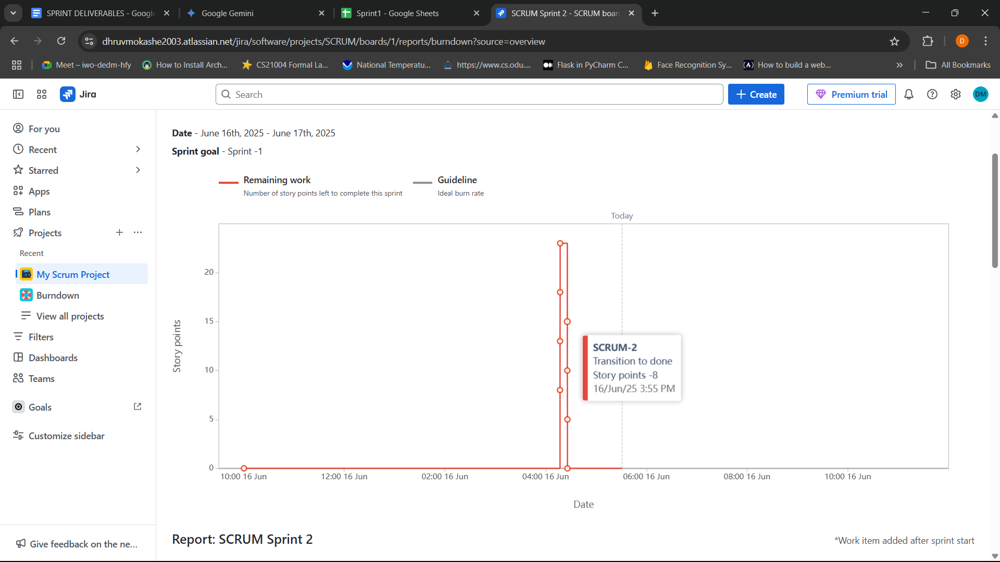 SPRINT DELIVERABLES - Google
Google Gemini
Sprint1 - Google Sheets
SCRUM Sprint 2 - SCRUM board
dhruvmokashe2003.atlassian.net/jira/software/projects/SCRUM/boards/1/reports/burndown?source=overview
D
Meet – iwo-dedm-hfy
How to Install Arch...
CS21004 Formal La...
National Temperatu...
https://www.cs.odu....
Flask in PyCharm C...
Face Recognition Sy...
How to build a web...
All Bookmarks
Jira
Search
Create
Premium trial
DM
For you
Recent
Starred
Apps
Plans
Projects
Recent
My Scrum Project
Burndown
View all projects
Filters
Dashboards
Teams
Goals
Customize sidebar
Give feedback on the ne...
Date - June 16th, 2025 - June 17th, 2025
Sprint goal - Sprint -1
Remaining work
Number of story points left to complete this sprint
Guideline
Ideal burn rate
Today
Story points
20
15
10
5
0
SCRUM-2
Transition to done
Story points -8
16/Jun/25 3:55 PM
10:00 16 Jun
12:00 16 Jun
02:00 16 Jun
04:00 16 Jun
06:00 16 Jun
08:00 16 Jun
10:00 16 Jun
Date
Report: SCRUM Sprint 2
*Work item added after sprint start